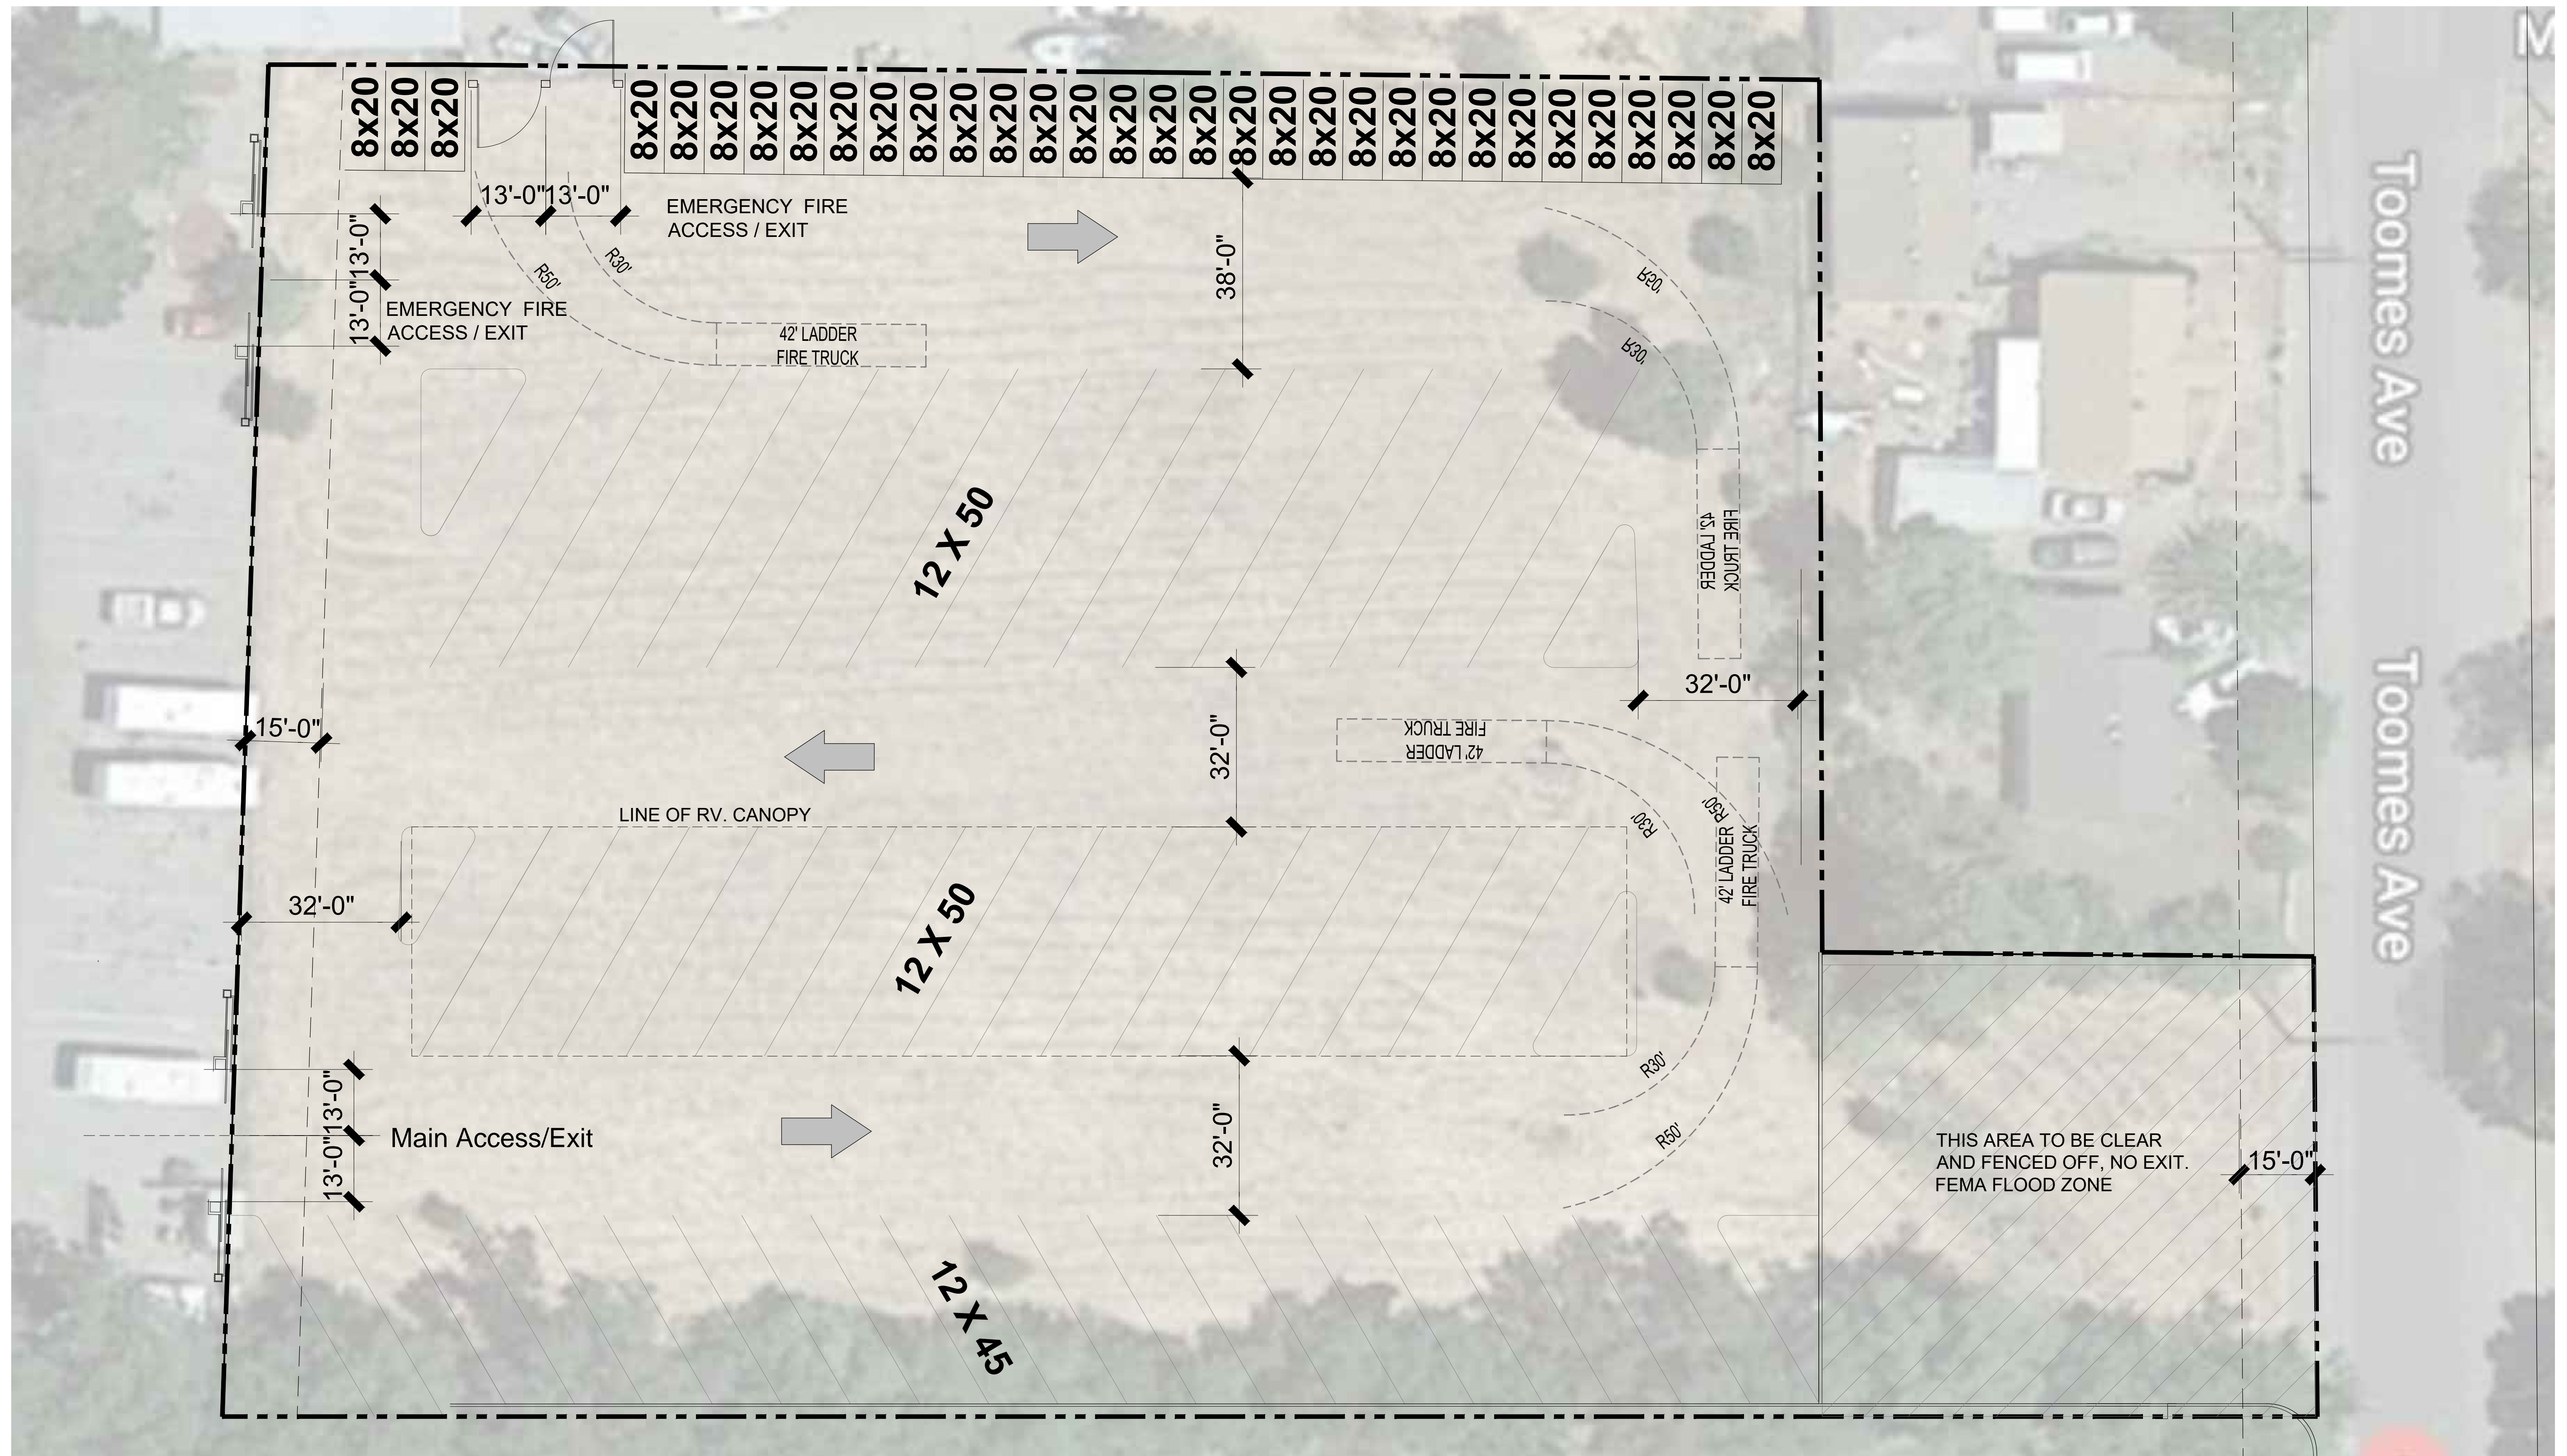 M
8x20 8x20 8x20
8x20 8x20 8x20 8x20 8x20 8x20 8x20 8x20 8x20 8x20 8x20 8x20 8x20 8x20 8x20 8x20 8x20 8x20 8x20 8x20 8x20 8x20 8x20 8x20 8x20 8x20 8x20 8x20 8x20
13'-0" 13'-0"
EMERGENCY FIRE
ACCESS / EXIT
13'-0" 13'-0"
EMERGENCY FIRE
ACCESS / EXIT
R50'
R30'
42' LADDER
FIRE TRUCK
38'-0"
R50'
R30'
42' LADDER
FIRE TRUCK
12 X 50
Toomes Ave
32'-0"
15'-0"
32'-0"
42' LADDER
FIRE TRUCK
R30'
R50'
LINE OF RV. CANOPY
42' LADDER
FIRE TRUCK
Toomes Ave
32'-0"
12 X 50
R30'
R50'
13'-0" 13'-0"
Main Access/Exit
32'-0"
THIS AREA TO BE CLEAR
AND FENCED OFF, NO EXIT.
FEMA FLOOD ZONE
15'-0"
12 X 45